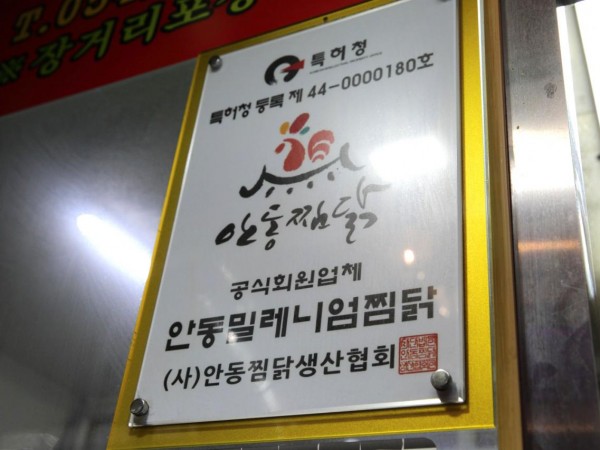 T.05
※장거리포장
특허청
특허청 등록 제 44-0000180호
안동찜닭
공식회원업체
안동밀레니엄찜닭
(사)안동찜닭생산협회